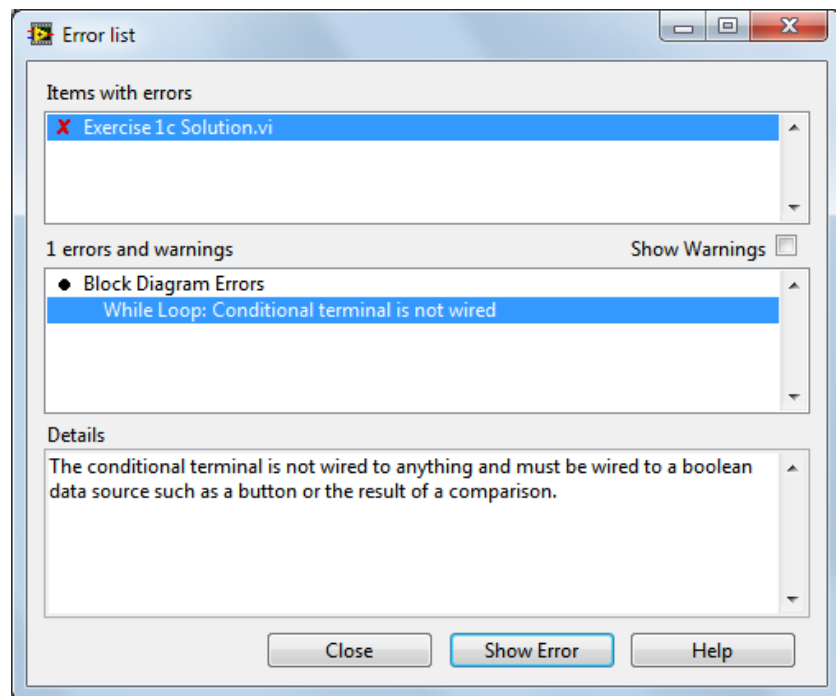 Error list
Items with errors
Exercise 1c Solution.vi
1 errors and warnings
Show Warnings
Block Diagram Errors
While Loop: Conditional terminal is not wired
Details
The conditional terminal is not wired to anything and must be wired to a boolean
data source such as a button or the result of a comparison.
Close
Show Error
Help